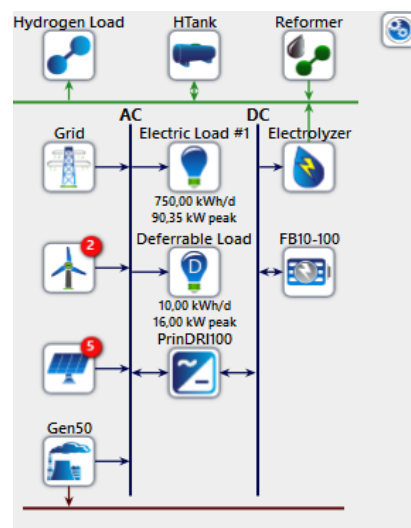 Hydrogen Load HTank Reformer
AC DC
Grid Electric Load #1 Electrolyzer
750,00 kWh/d
90,35 kW peak
2 Deferrable Load FB10-100
D
10,00 kWh/d
16,00 kW peak
5 PrinDRI100
Gen50